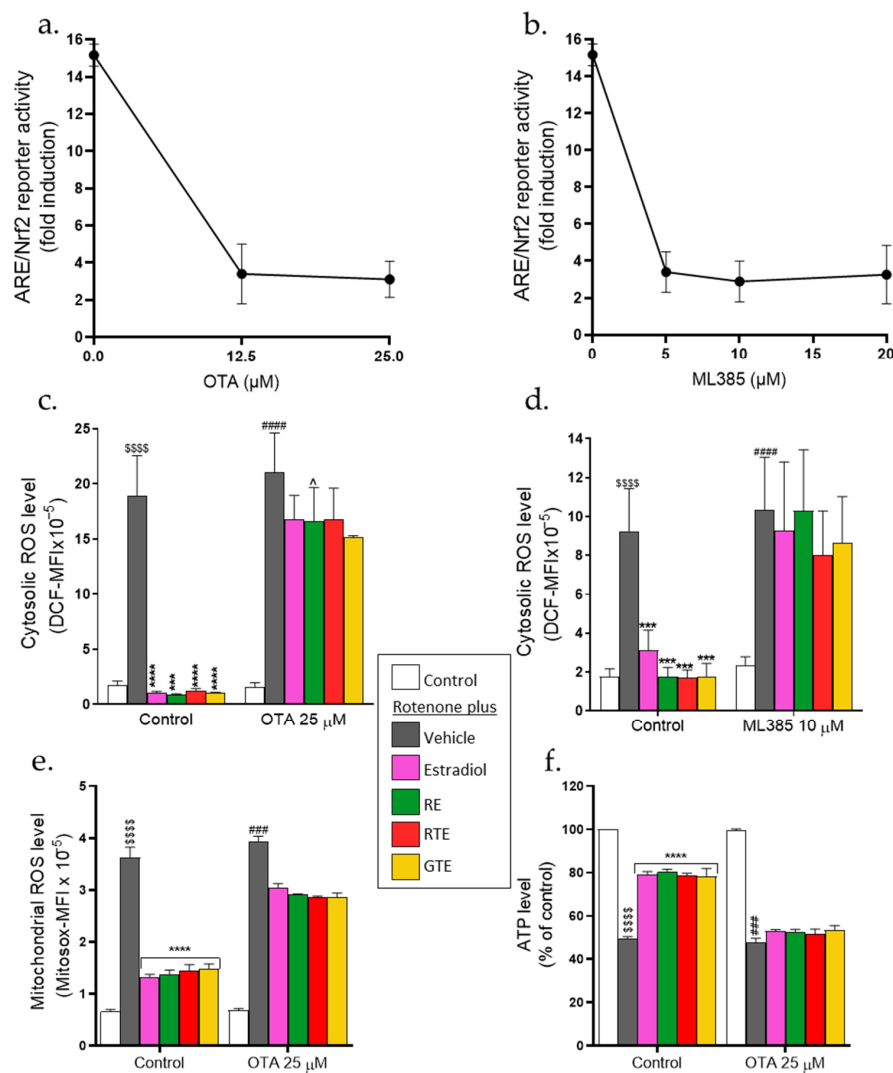 a.
ARE/Nrf2 reporter activity
(fold induction)
16
14
12
10
8
6
4
2
0
0.0
12.5
25.0
OTA (µM)
b.
ARE/Nrf2 reporter activity
(fold induction)
16
14
12
10
8
6
4
2
0
0
5
10
15
20
ML385 (µM)
c.
Cytosolic ROS level
(DCF-MFIx10⁻⁵)
25
20
15
10
5
0
$$$$
****
***
****
****
####
^
Control
OTA 25 µM
d.
Cytosolic ROS level
(DCF-MFIx10⁻⁵)
14
12
10
8
6
4
2
0
$$$$
***
***
***
***
####
Control
ML385 10 µM
Control
Rotenone plus
Vehicle
Estradiol
RE
RTE
GTE
e.
Mitochondrial ROS level
(Mitosox-MFI x 10⁻⁵)
5
4
3
2
1
0
$$$$
****
###
Control
OTA 25 µM
f.
ATP level
(% of control)
120
100
80
60
40
20
0
$$$$
****
###
Control
OTA 25 µM